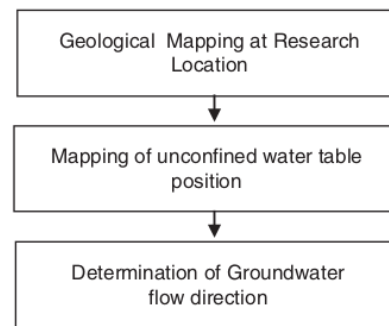 Geological Mapping at Research
Location
Mapping of unconfined water table
position
Determination of Groundwater
flow direction